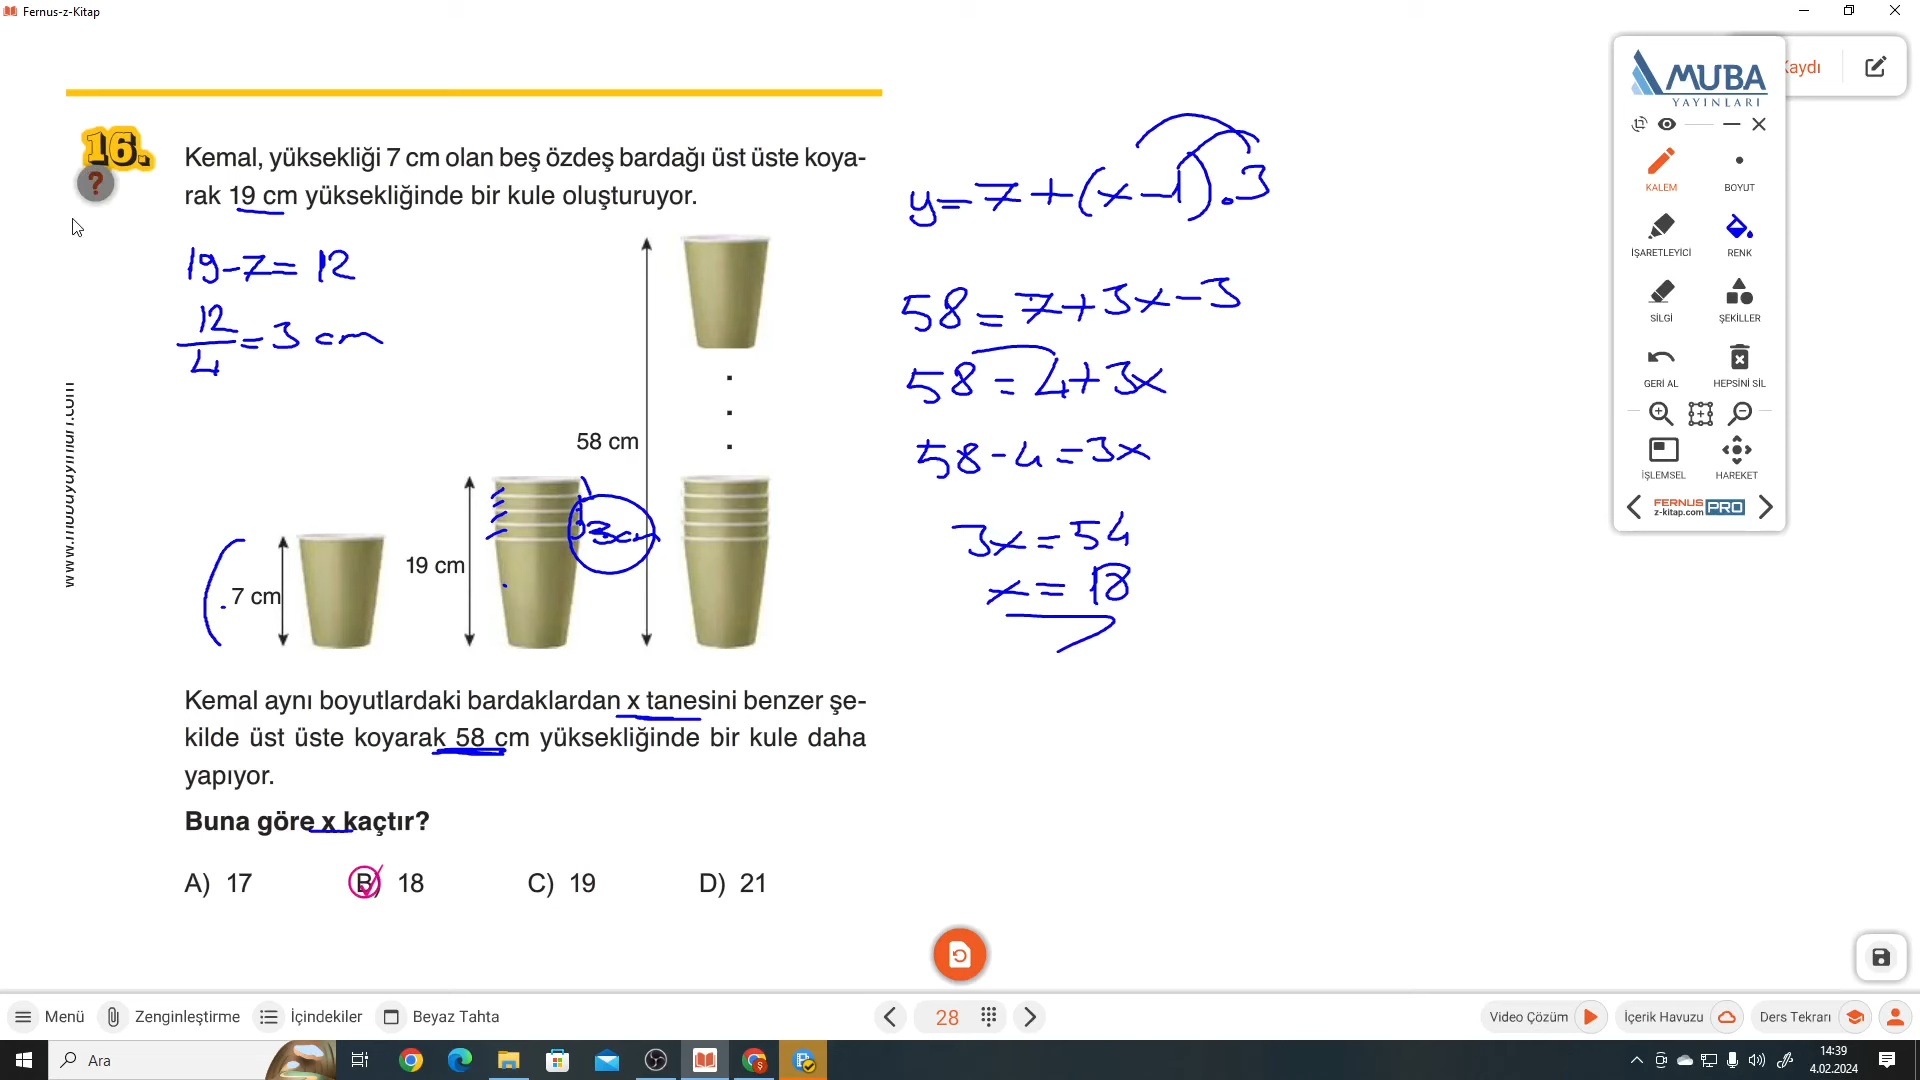 Fernus-z-Kitap
16.
?
Kemal, yüksekliği 7 cm olan beş özdeş bardağı üst üste koya-
rak 19 cm yüksekliğinde bir kule oluşturuyor.
19-7=12
12/4=3 cm
58 cm
19 cm
7 cm
3cm
www.mubayayinlari.com
Kemal aynı boyutlardaki bardaklardan x tanesini benzer şe-
kilde üst üste koyarak 58 cm yüksekliğinde bir kule daha
yapıyor.
Buna göre x kaçtır?
A) 17 B) 18 C) 19 D) 21
y=7+(x-1).3
58=7+3x-3
58=4+3x
58-4=3x
3x=54
x=18
Kaydı
MUBA
YAYINLARI
KALEM BOYUT
İŞARETLEYİCİ RENK
SİLGİ ŞEKİLLER
GERİ AL HEPSİNİ SİL
İŞLEMSEL HAREKET
FERNUS
z-kitap.com PRO
Menü Zenginleştirme İçindekiler Beyaz Tahta 28 Video Çözüm İçerik Havuzu Ders Tekrarı
Ara
14:39
4.02.2024